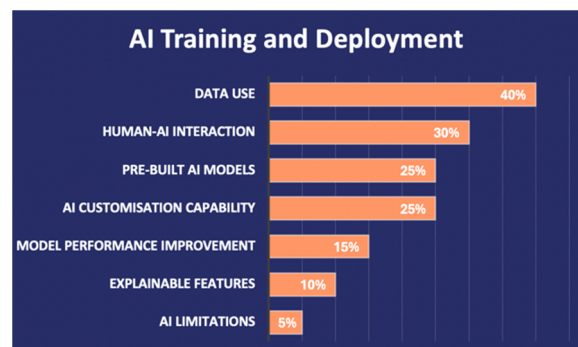 AI Training and Deployment
DATA USE 40%
HUMAN-AI INTERACTION 30%
PRE-BUILT AI MODELS 25%
AI CUSTOMISATION CAPABILITY 25%
MODEL PERFORMANCE IMPROVEMENT 15%
EXPLAINABLE FEATURES 10%
AI LIMITATIONS 5%